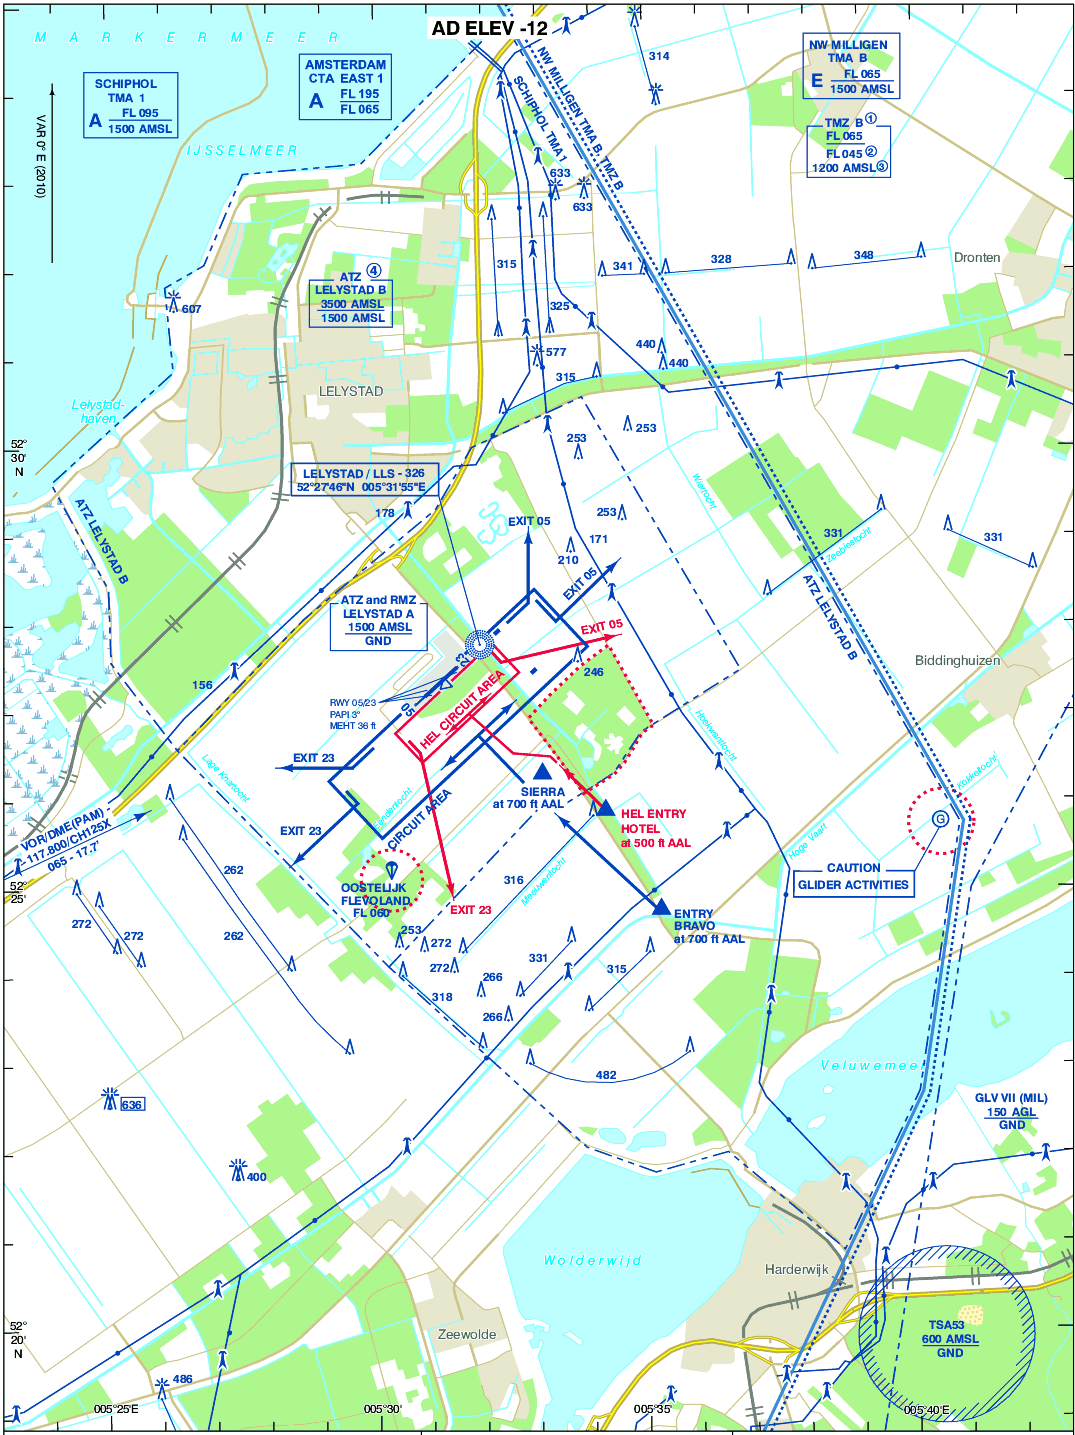 AD ELEV -12
M A R K E R M E E R
SCHIPHOL
TMA 1
A FL 095
1500 AMSL
AMSTERDAM
CTA EAST 1
A FL 195
FL 065
NW MILLIGEN
TMA B
E FL 065
1500 AMSL
TMZ B ①
FL 065
FL 045 ②
1200 AMSL ③
VAR 0° E (2010)
IJSSELMEER
NW MILLIGEN TMA B, TMZ B
SCHIPHOL TMA 1
314
633
633
315
341
328
348
Dronten
325
ATZ ④
LELYSTAD B
3500 AMSL
1500 AMSL
607
577
440
440
315
LELYSTAD
Lelystad-
haven
253
253
52°
30'
N
LELYSTAD / LLS - 326
52°27'46"N 005°31'55"E
178
EXIT 05
253
171
210
331
331
Zeebiestocht
ATZ LELYSTAD B
EXIT 05
ATZ and RMZ
LELYSTAD A
1500 AMSL
GND
EXIT 05
ATZ LELYSTAD B
Biddinghuizen
246
156
23
05
RWY 05/23
PAPI 3°
MEHT 36 ft
HEL CIRCUIT AREA
Hoekwanttocht
Lage Knartocht
EXIT 23
SIERRA
at 700 ft AAL
HEL ENTRY
HOTEL
at 500 ft AAL
CIRCUIT AREA
EXIT 23
VOR/DME(PAM)
117.800/CH125X
065 - 17.7'
Hoge Vaart
G
Kokkeltocht
CAUTION
GLIDER ACTIVITIES
262
OOSTELIJK
FLEVOLAND
FL 060
316
Meeuwentocht
EXIT 23
ENTRY
BRAVO
at 700 ft AAL
52°
25'
272
272
262
253
272
272
331
315
266
318
266
482
Veluwemeer
GLV VII (MIL)
150 AGL
GND
636
400
Wolderwijd
Harderwijk
Zeewolde
TSA53
600 AMSL
GND
52°
20'
N
486
005°25'E
005°30'
005°35'
005°40'E